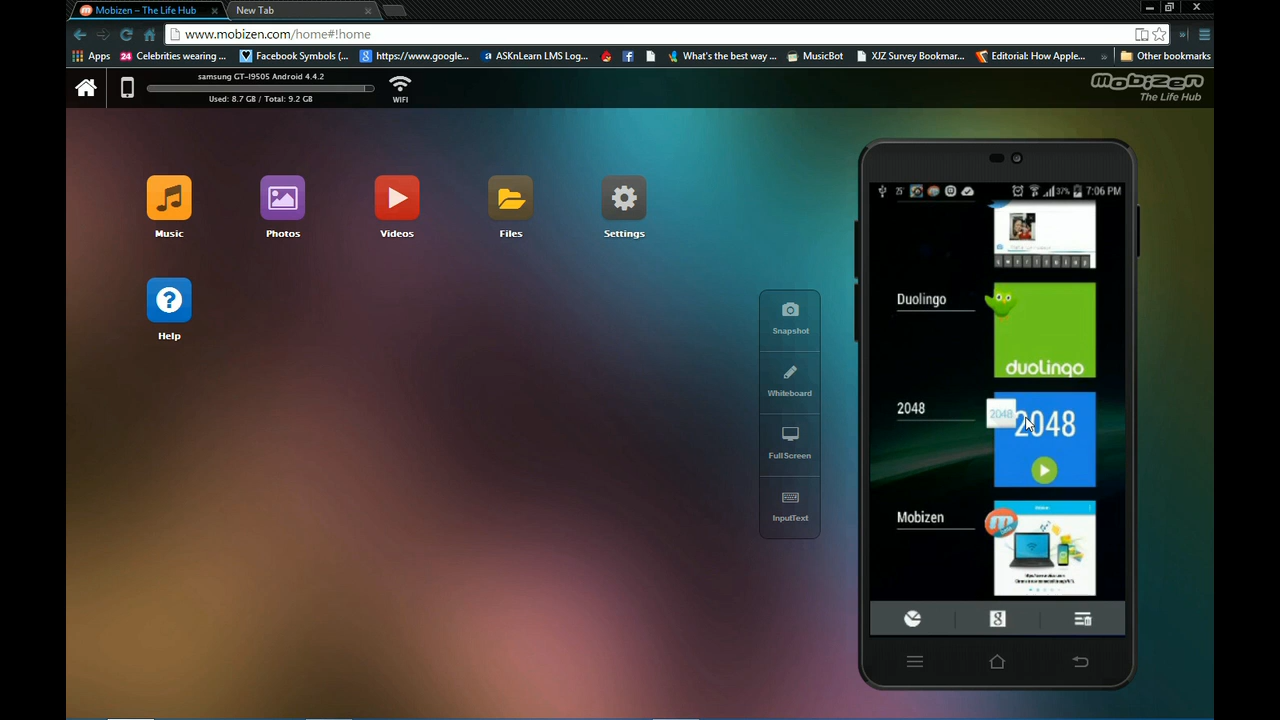 Mobizen – The Life Hub
New Tab
www.mobizen.com/home#!home
Apps
24 Celebrities wearing ...
Facebook Symbols (...
https://www.google...
ASknLearn LMS Log...
What's the best way ...
MusicBot
XJZ Survey Bookmar...
Editorial: How Apple...
»
Other bookmarks
samsung GT-I9505 Android 4.4.2
Used: 8.7 GB / Total: 9.2 GB
WIFI
mobizen
The Life Hub
37% 7:06 PM
Music
Photos
Videos
Files
Settings
Help
Snapshot
Whiteboard
FullScreen
InputText
Duolingo
duolingo
2048
2048
2048
Mobizen